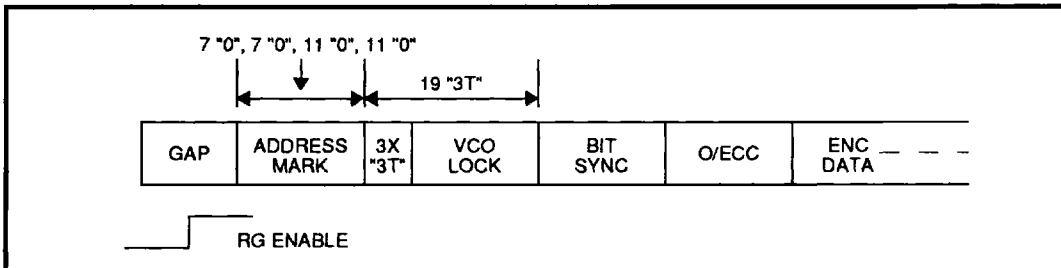 7 "0", 7 "0", 11 "0", 11 "0"
19 "3T"
GAP
ADDRESS
MARK
3X
"3T"
VCO
LOCK
BIT
SYNC
O/ECC
ENC
DATA
RG ENABLE